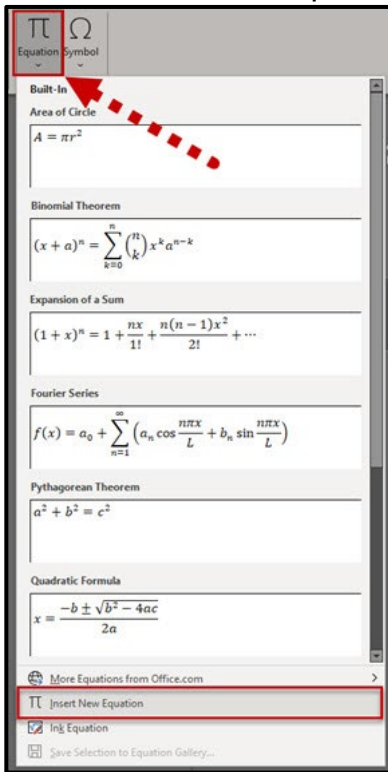 π Ω
Equation Symbol
Built-In
Area of Circle
A = πr²
Binomial Theorem
(x + a)ⁿ = ∑ₖ₌₀ⁿ (n k) xᵏaⁿ⁻ᵏ
Expansion of a Sum
(1 + x)ⁿ = 1 + nx/1! + n(n − 1)x²/2! + ⋯
Fourier Series
f(x) = a₀ + ∑ₙ₌₁^∞ (aₙ cos nπx/L + bₙ sin nπx/L)
Pythagorean Theorem
a² + b² = c²
Quadratic Formula
x = −b ± √(b² − 4ac) / 2a
More Equations from Office.com >
π Insert New Equation
Ink Equation
Save Selection to Equation Gallery...